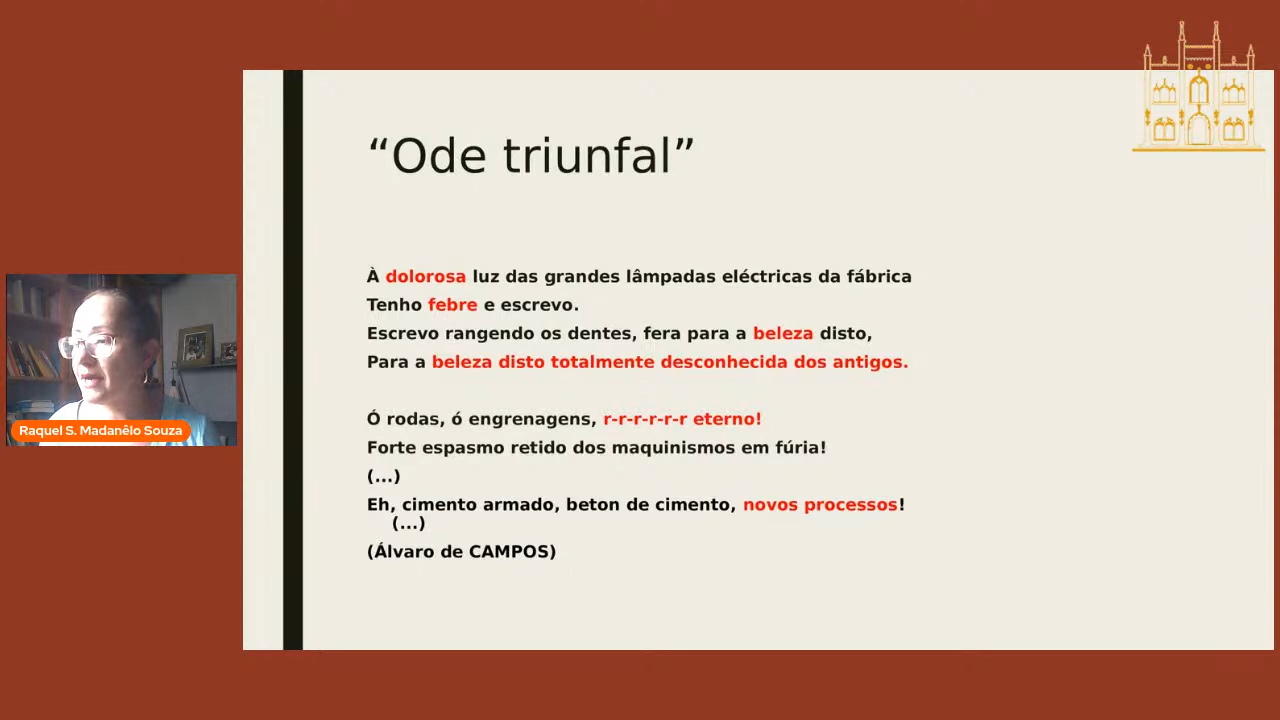 “Ode triunfal”
À dolorosa luz das grandes lâmpadas eléctricas da fábrica
Tenho febre e escrevo.
Escrevo rangendo os dentes, fera para a beleza disto,
Para a beleza disto totalmente desconhecida dos antigos.
Ó rodas, ó engrenagens, r-r-r-r-r-r eterno!
Forte espasmo retido dos maquinismos em fúria!
(...)
Eh, cimento armado, beton de cimento, novos processos!
(...)
(Álvaro de CAMPOS)
Raquel S. Madanêlo Souza